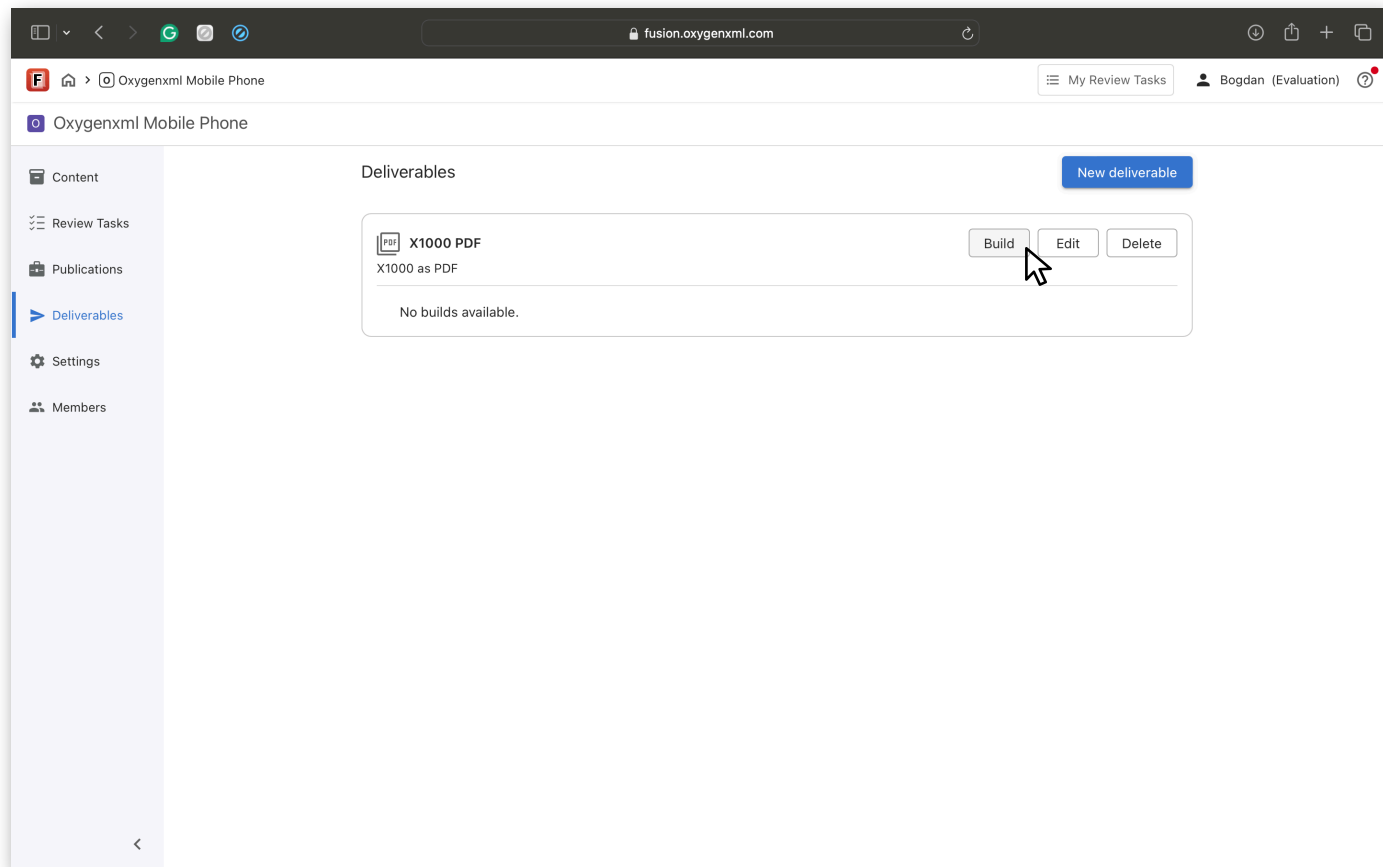 fusion.oxygenxml.com
F > O Oxygenxml Mobile Phone My Review Tasks Bogdan (Evaluation) ?
O Oxygenxml Mobile Phone
Content
Review Tasks
Publications
Deliverables
Settings
Members
Deliverables New deliverable
PDF X1000 PDF Build Edit Delete
X1000 as PDF
No builds available.